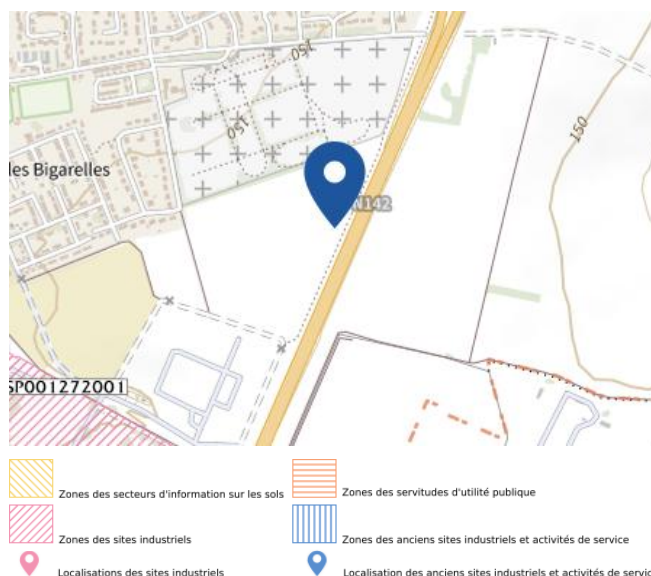 150
150
150
les Bigarelles
N142
SP001272001
Zones des secteurs d'information sur les sols
Zones des servitudes d'utilité publique
Zones des sites industriels
Zones des anciens sites industriels et activités de service
Localisations des sites industriels
Localisation des anciens sites industriels et activités de servic